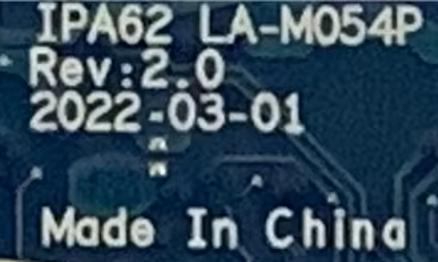 IPA62 LA-M054P
Rev:2.0
2022-03-01
Made In China